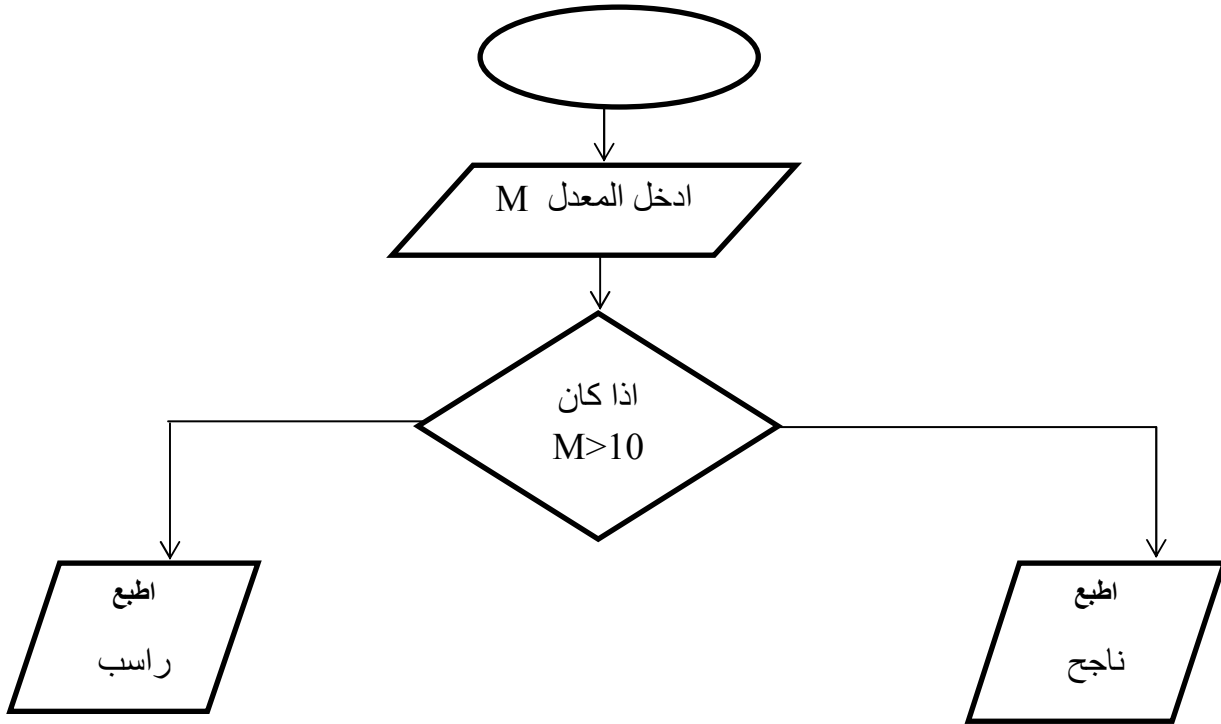 ادخل المعدل M
اذا كان
M>10
اطبع
ناجح
اطبع
راسب